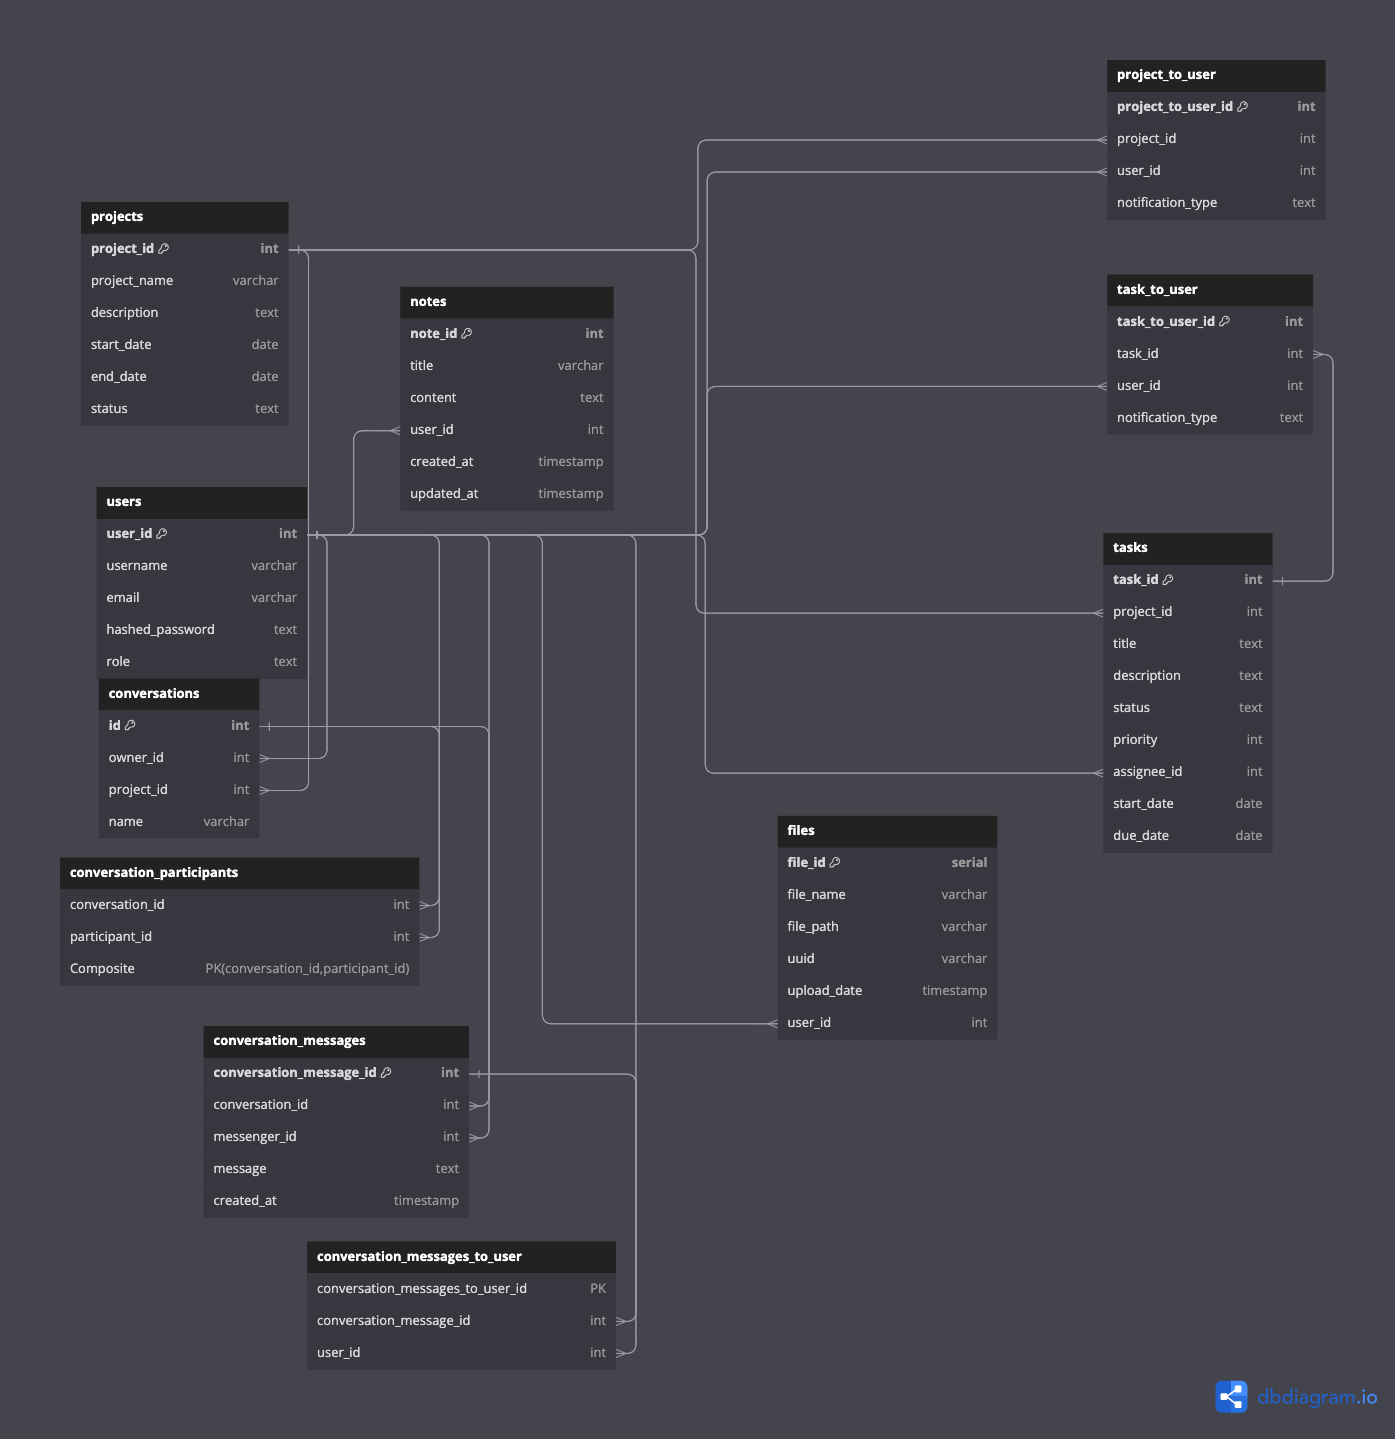 project_to_user
project_to_user_id int
project_id int
user_id int
notification_type text
projects
project_id int
project_name varchar
description text
start_date date
end_date date
status text
task_to_user
task_to_user_id int
task_id int
user_id int
notification_type text
notes
note_id int
title varchar
content text
user_id int
created_at timestamp
updated_at timestamp
users
user_id int
username varchar
email varchar
hashed_password text
role text
tasks
task_id int
project_id int
title text
description text
status text
priority int
assignee_id int
start_date date
due_date date
conversations
id int
owner_id int
project_id int
name varchar
files
file_id serial
file_name varchar
file_path varchar
uuid varchar
upload_date timestamp
user_id int
conversation_participants
conversation_id int
participant_id int
Composite PK(conversation_id,participant_id)
conversation_messages
conversation_message_id int
conversation_id int
messenger_id int
message text
created_at timestamp
conversation_messages_to_user
conversation_messages_to_user_id PK
conversation_message_id int
user_id int
dbdiagram.io